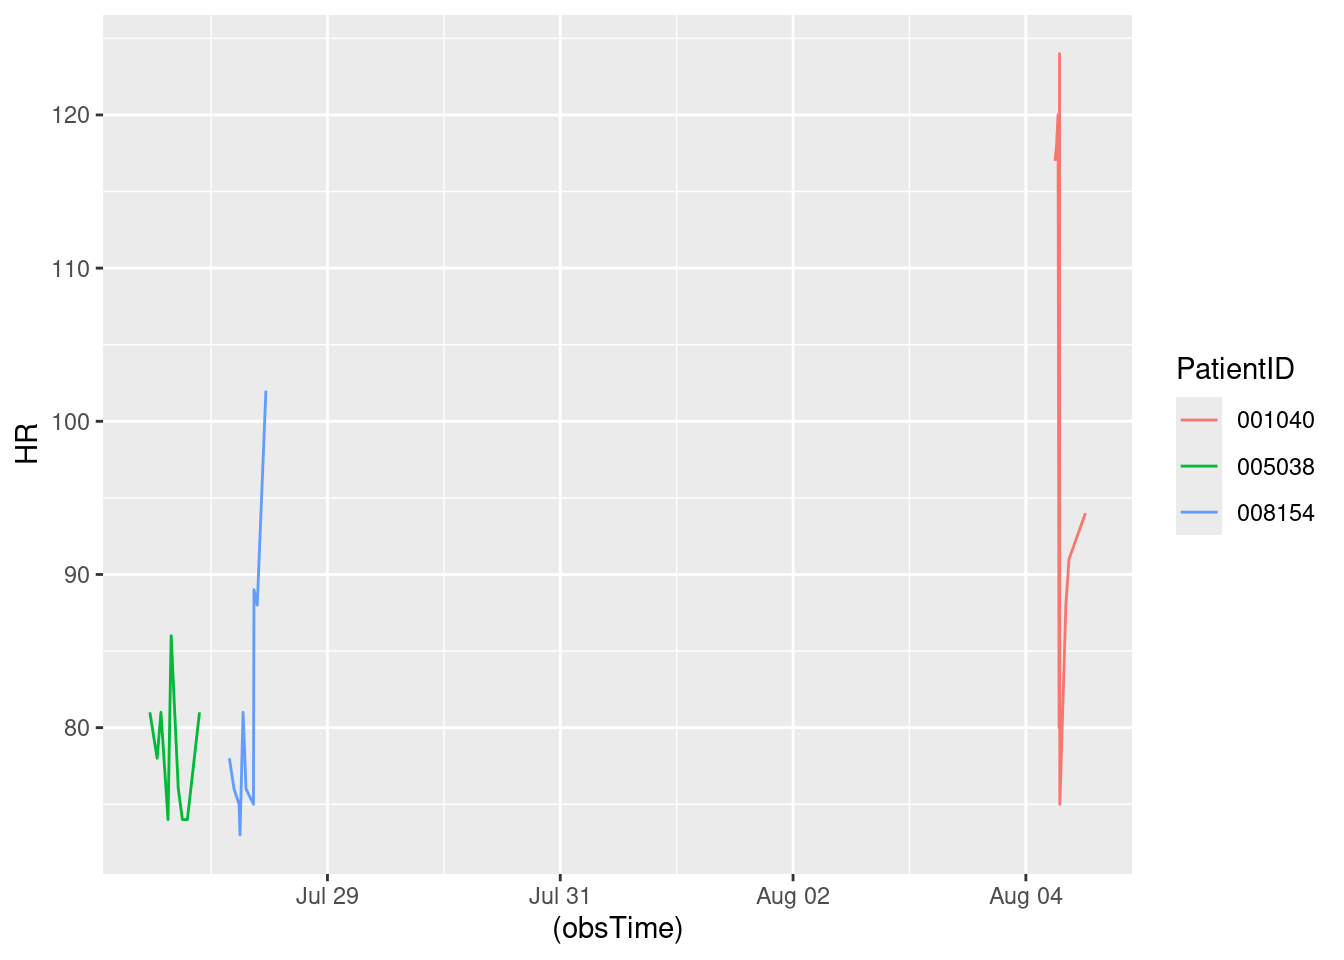 120
110
100
90
80
HR
Jul 29
Jul 31
Aug 02
Aug 04
(obsTime)
PatientID
001040
005038
008154